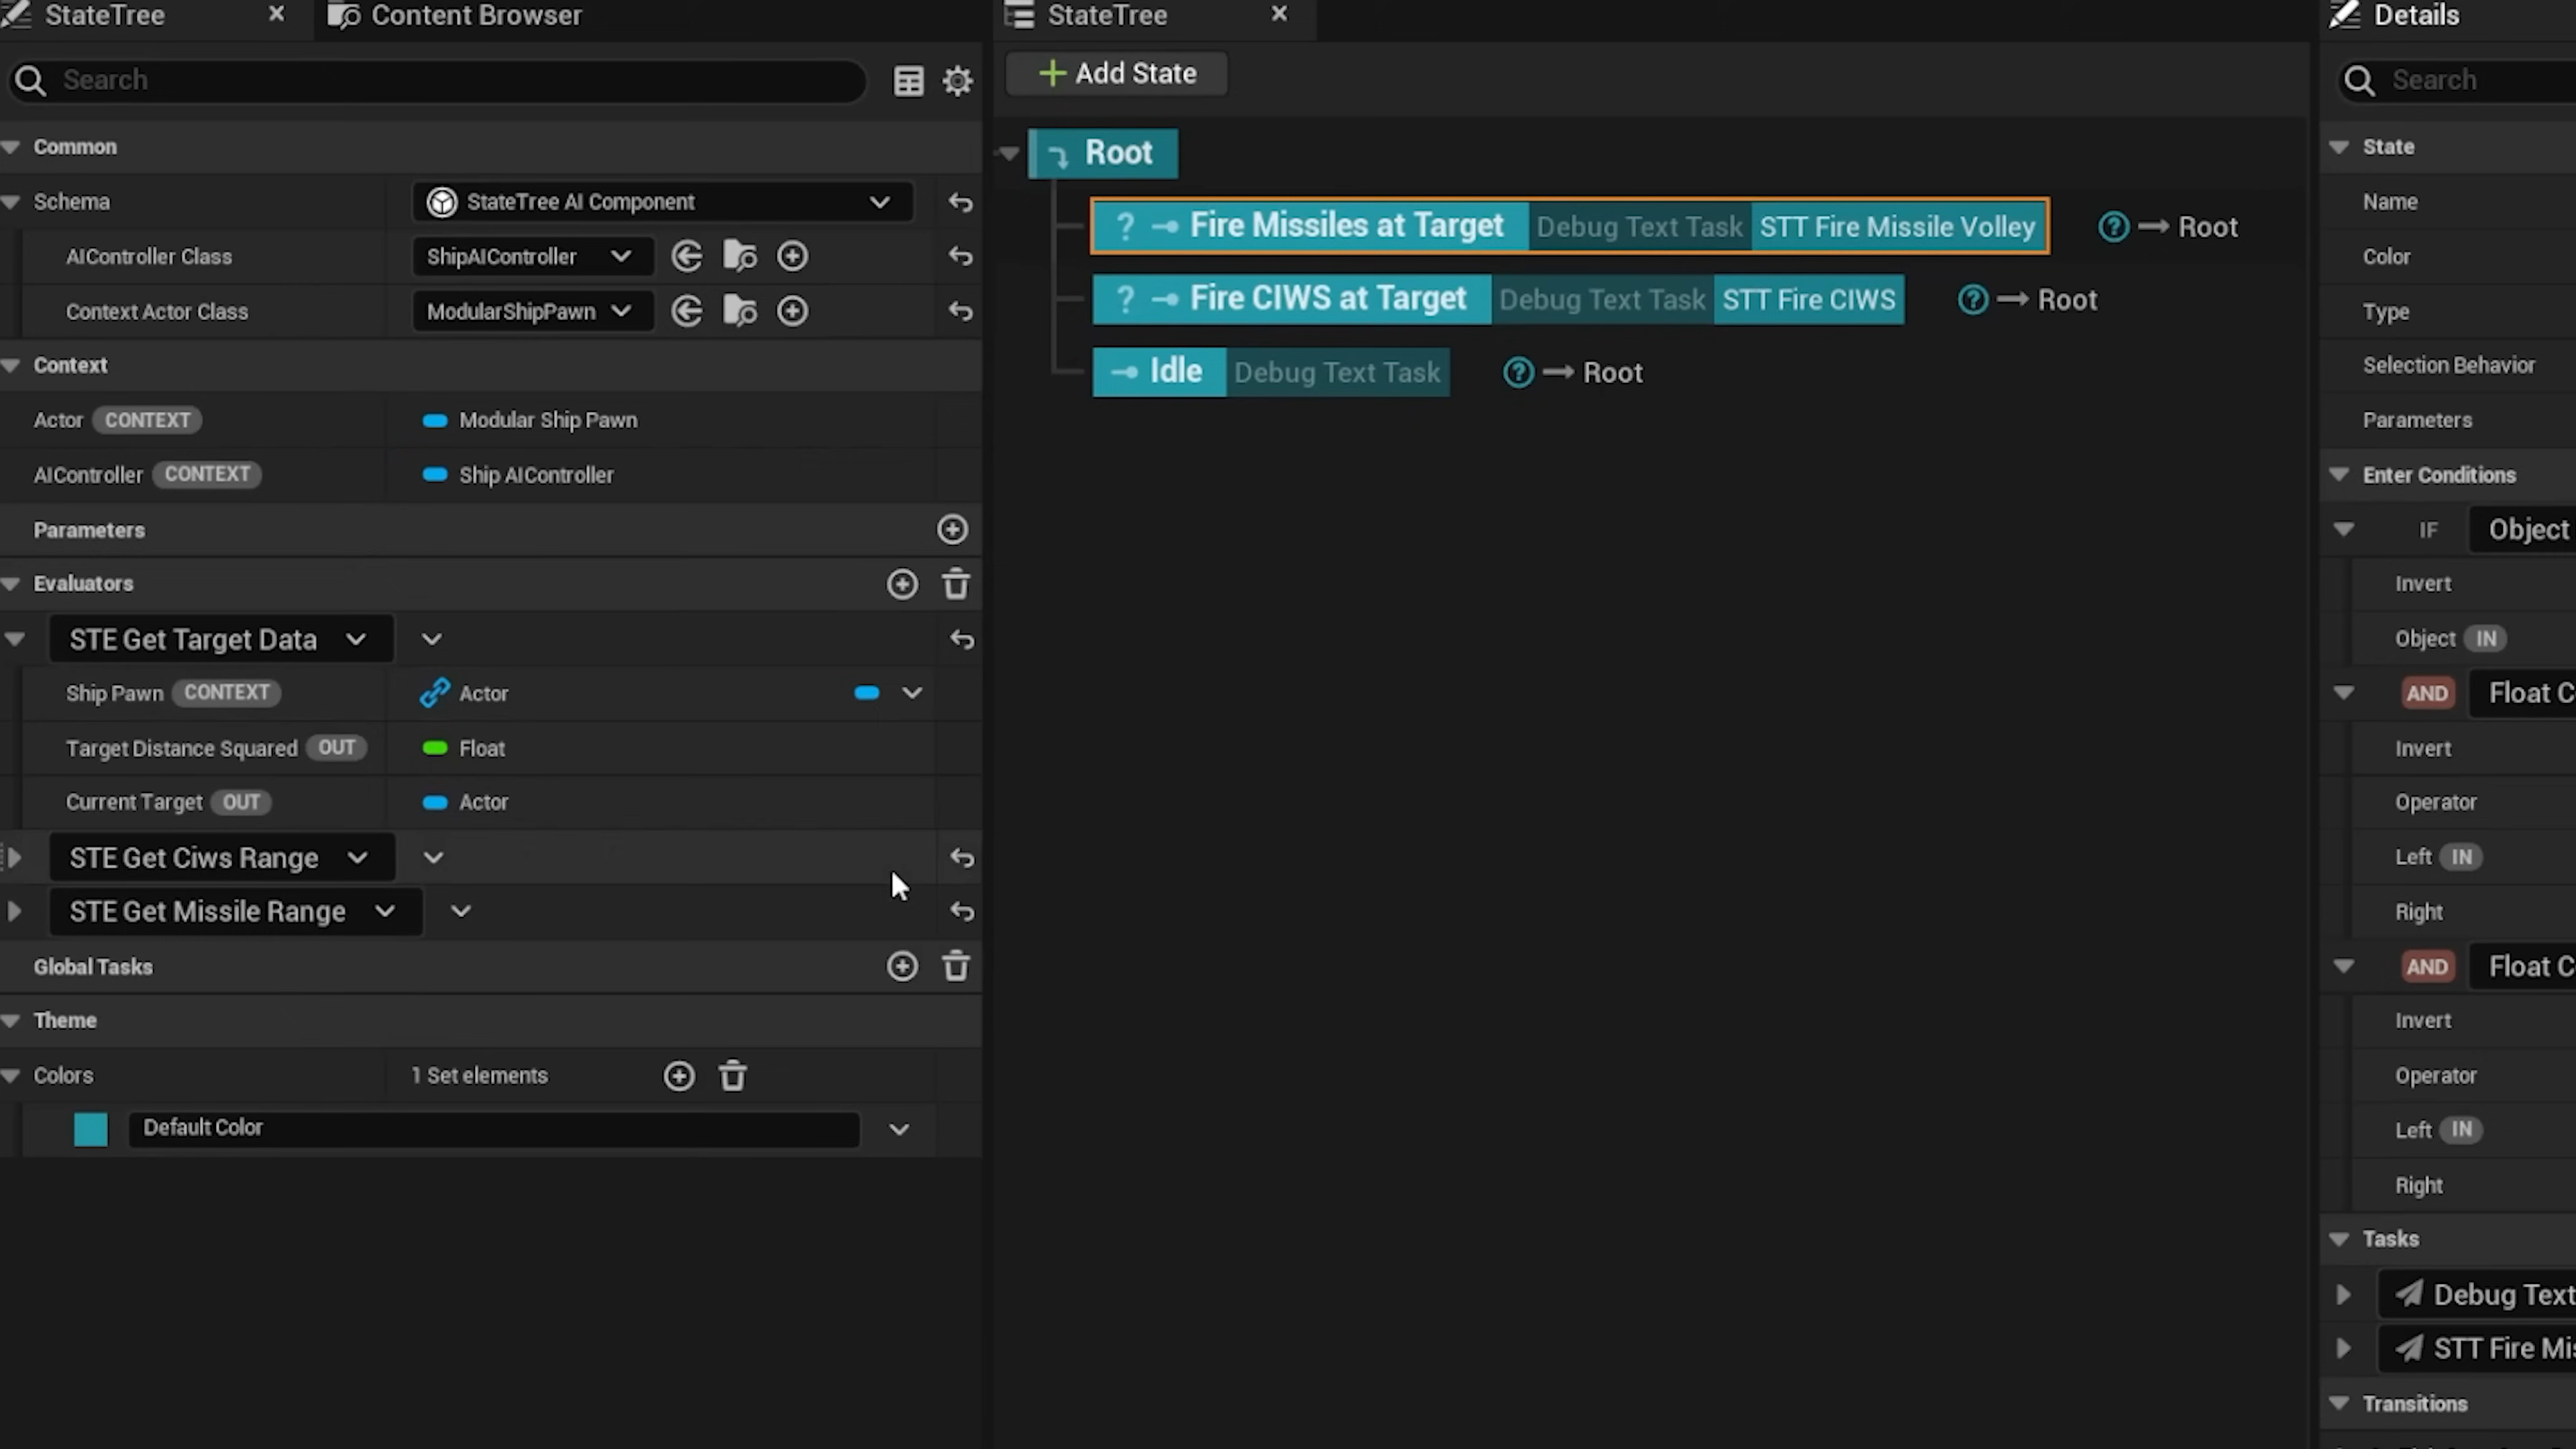 StateTree
Content Browser
Search
Common
Schema
StateTree AI Component
AIController Class
ShipAIController
Context Actor Class
ModularShipPawn
Context
Actor CONTEXT
Modular Ship Pawn
AIController CONTEXT
Ship AIController
Parameters
Evaluators
STE Get Target Data
Ship Pawn CONTEXT
Actor
Target Distance Squared OUT
Float
Current Target OUT
Actor
STE Get Ciws Range
STE Get Missile Range
Global Tasks
Theme
Colors
1 Set elements
Default Color
StateTree
+ Add State
Root
? Fire Missiles at Target Debug Text Task STT Fire Missile Volley ? → Root
? Fire CIWS at Target Debug Text Task STT Fire CIWS ? → Root
Idle Debug Text Task ? → Root
Details
Search
State
Name
Color
Type
Selection Behavior
Parameters
Enter Conditions
IF Object
Invert
Object IN
AND Float C
Invert
Operator
Left IN
Right
AND Float C
Invert
Operator
Left IN
Right
Tasks
Debug Text
STT Fire Mis
Transitions